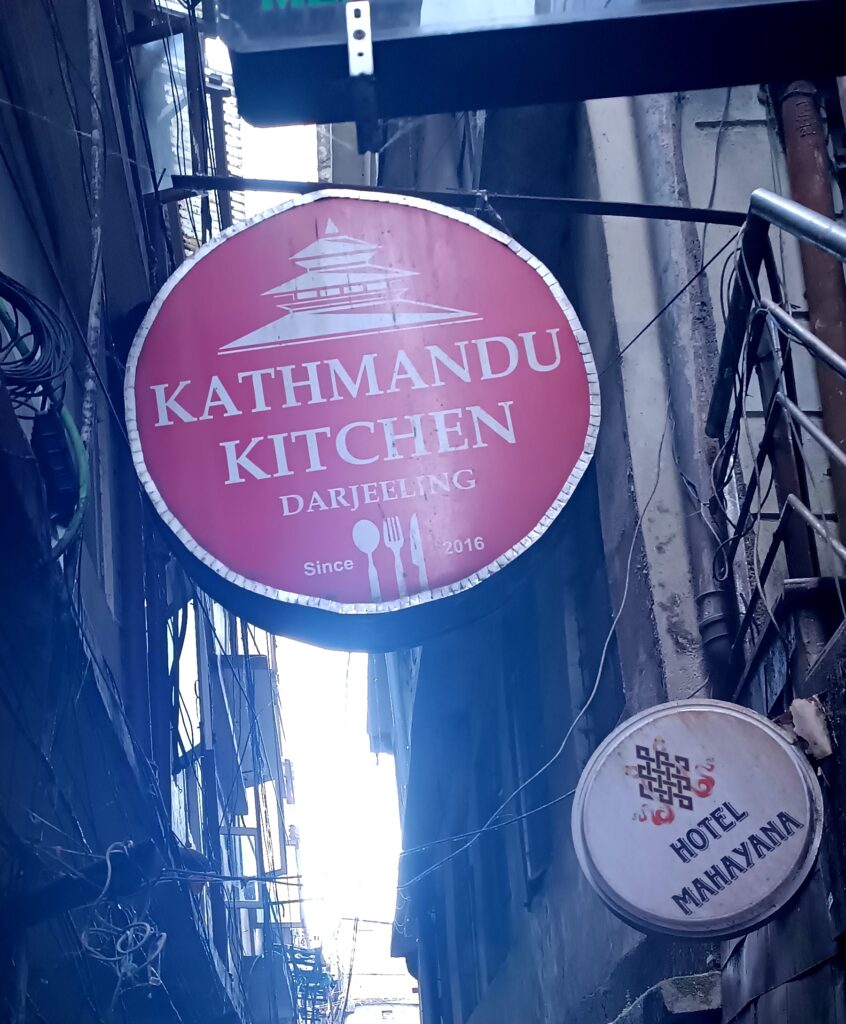 KATHMANDU
KITCHEN
DARJEELING
Since 2016
HOTEL
MAHAYANA